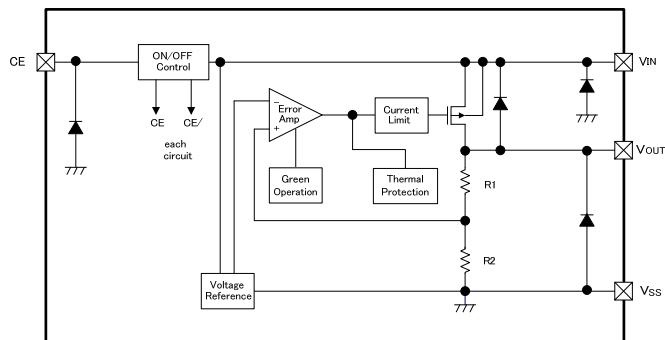 CE
ON/OFF
Control
VIN
CE
CE/
each
circuit
−
Error
Amp
+
Current
Limit
Green
Operation
Thermal
Protection
VOUT
R1
R2
Voltage
Reference
VSS